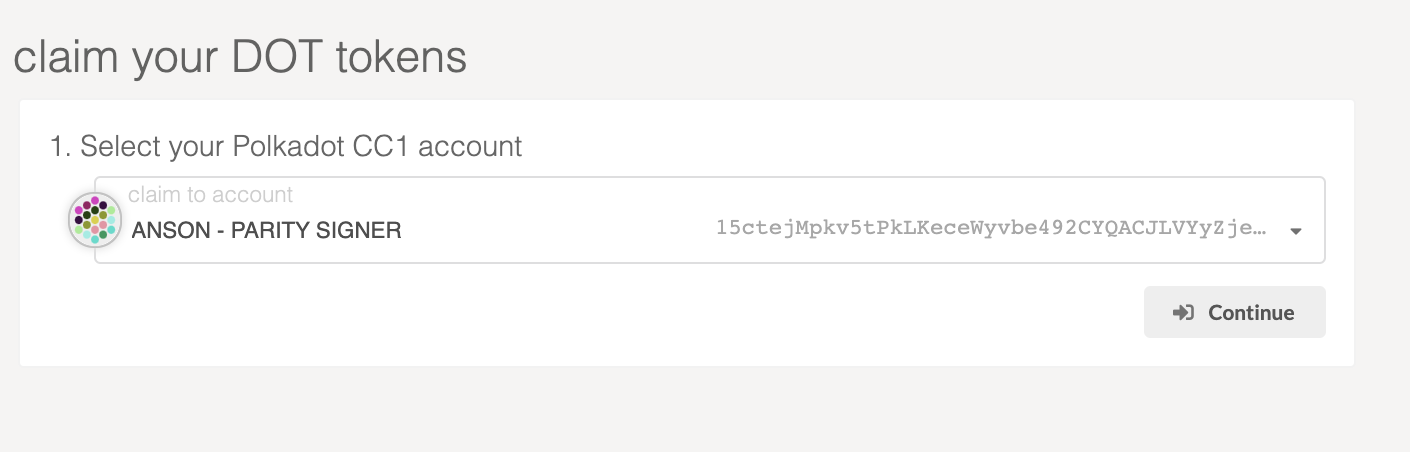 claim your DOT tokens
1. Select your Polkadot CC1 account
claim to account
ANSON - PARITY SIGNER 15ctejMpkv5tPkLKeceWyvbe492CYQACJLVYyZje…
Continue